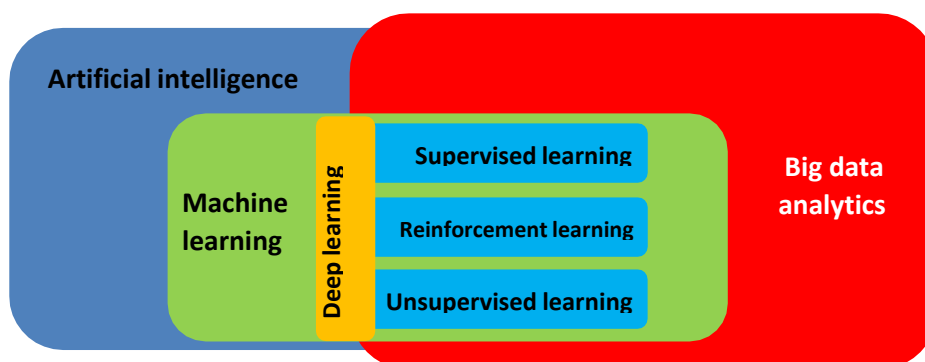 Artificial intelligence
Machine
learning
Deep learning
Supervised learning
Reinforcement learning
Unsupervised learning
Big data
analytics